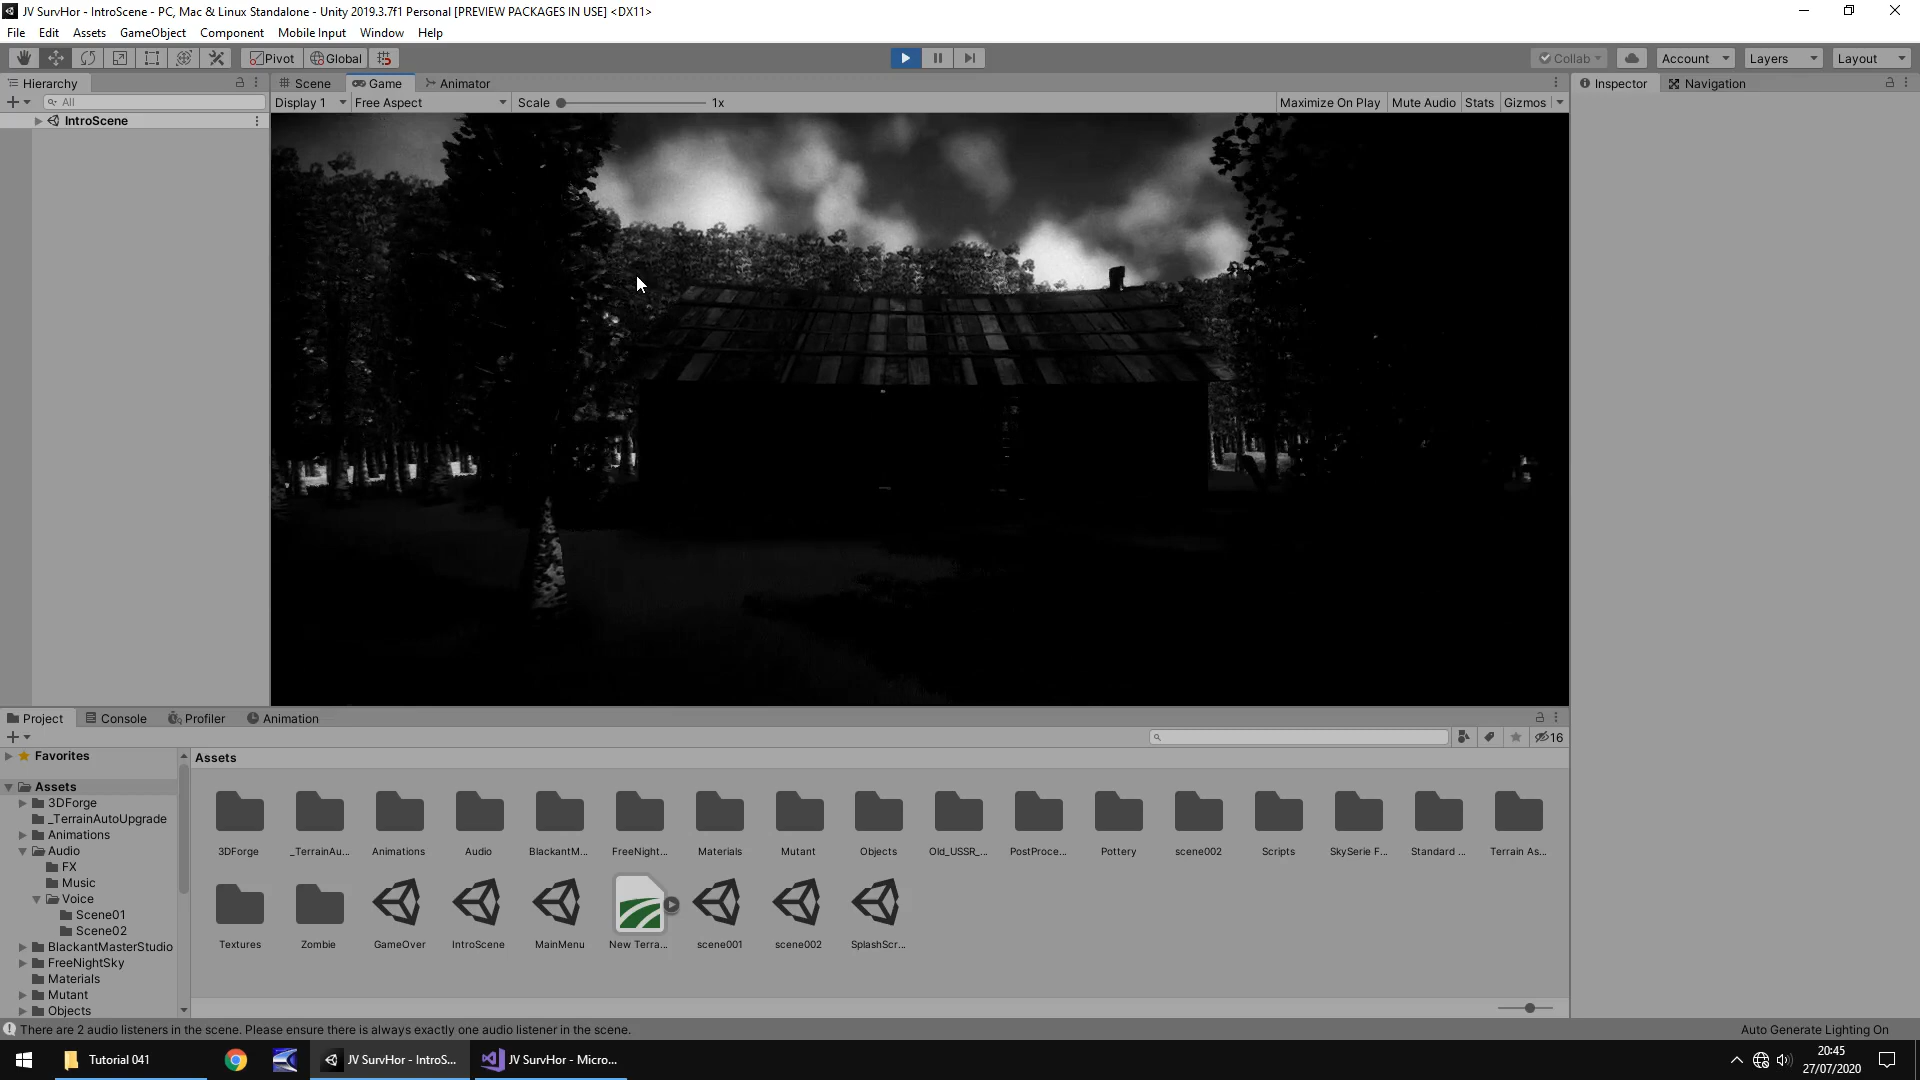 JV SurvHor - IntroScene - PC, Mac & Linux Standalone - Unity 2019.3.7f1 Personal [PREVIEW PACKAGES IN USE] <DX11>
File Edit Assets GameObject Component Mobile Input Window Help
Pivot Global Collab Account Layers Layout
Hierarchy Scene Game Animator Inspector Navigation
All Display 1 Free Aspect Scale 1x Maximize On Play Mute Audio Stats Gizmos
IntroScene
Project Console Profiler Animation
16
Favorites
Assets
Assets
3DForge
_TerrainAutoUpgrade
Animations
Audio
FX
Music
Voice
Scene01
Scene02
BlackantMasterStudio
FreeNightSky
Materials
Mutant
Objects
3DForge _TerrainAu... Animations Audio BlackantM... FreeNight... Materials Mutant Objects Old_USSR_... PostProce... Pottery scene002 Scripts SkySerie F... Standard ... Terrain As...
Textures Zombie GameOver IntroScene MainMenu New Terra... scene001 scene002 SplashScr...
There are 2 audio listeners in the scene. Please ensure there is always exactly one audio listener in the scene.
Auto Generate Lighting On
Tutorial 041 JV SurvHor - IntroS... JV SurvHor - Micro...
20:45
27/07/2020